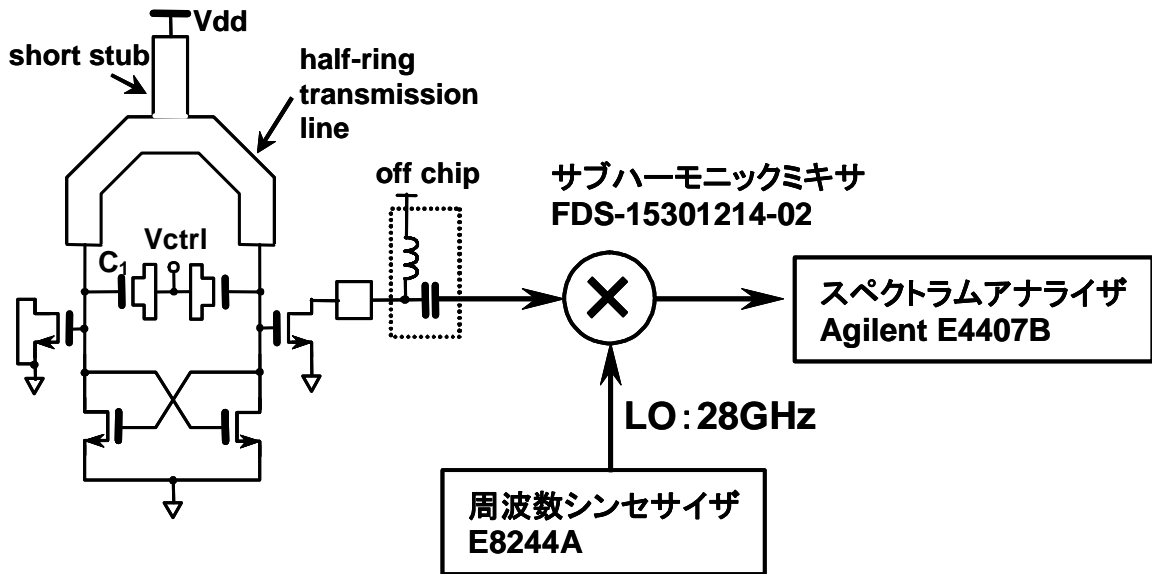 Vdd
short stub
half-ring
transmission
line
off chip
サブハーモニックミキサ
FDS-15301214-02
Vctrl
C1
スペクトラムアナライザ
Agilent E4407B
LO:28GHz
周波数シンセサイザ
E8244A